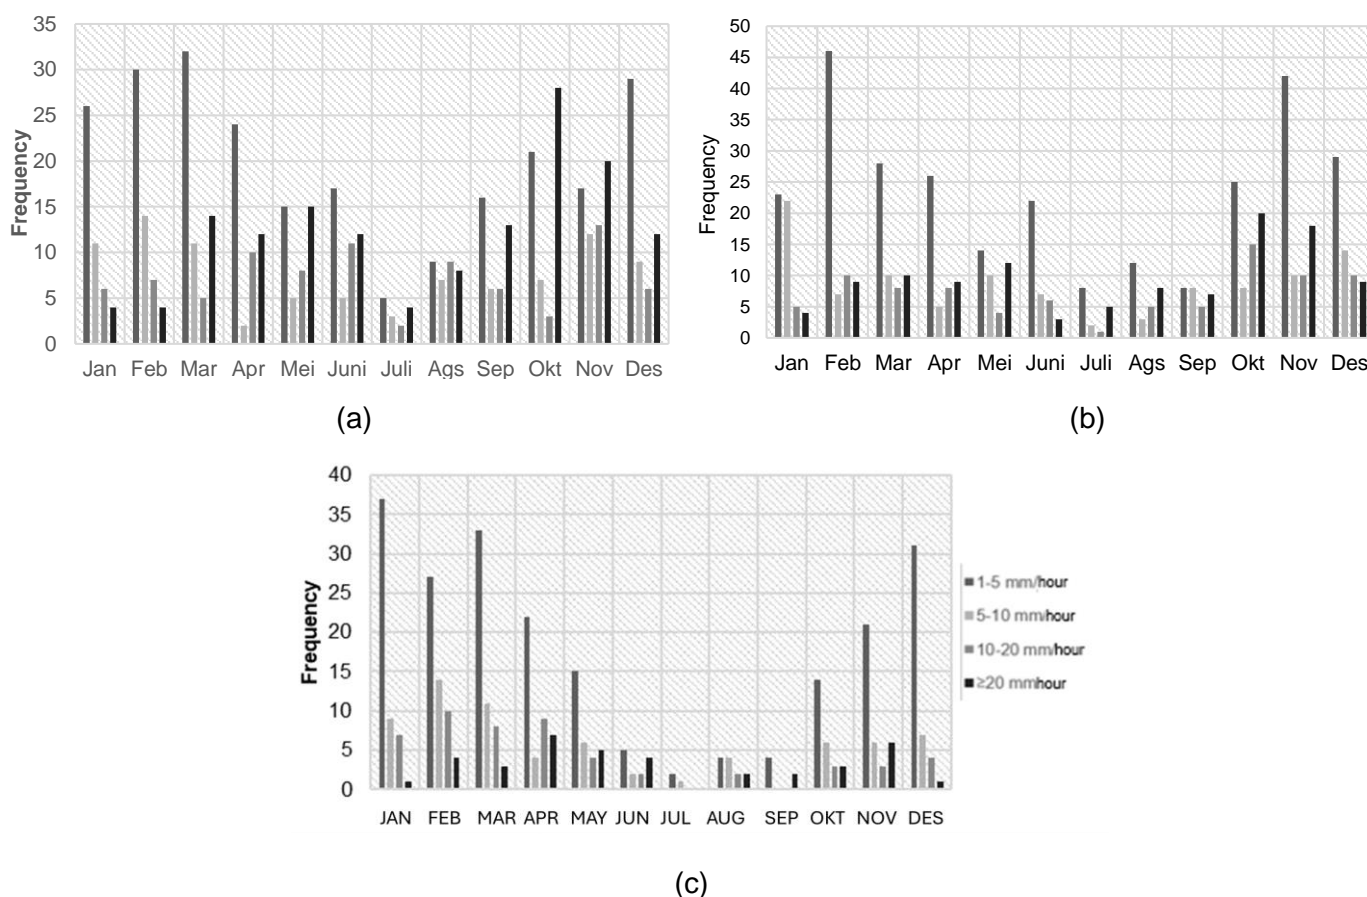 35
30
25
20
15
10
5
0
Frequency
Jan Feb Mar Apr Mei Juni Juli Ags Sep Okt Nov Des
(a)
50
45
40
35
30
25
20
15
10
5
0
Frequency
Jan Feb Mar Apr Mei Juni Juli Ags Sep Okt Nov Des
(b)
40
35
30
25
20
15
10
5
0
Frequency
JAN FEB MAR APR MAY JUN JUL AUG SEP OKT NOV DES
1-5 mm/hour
5-10 mm/hour
10-20 mm/hour
≥20 mmhour
(c)